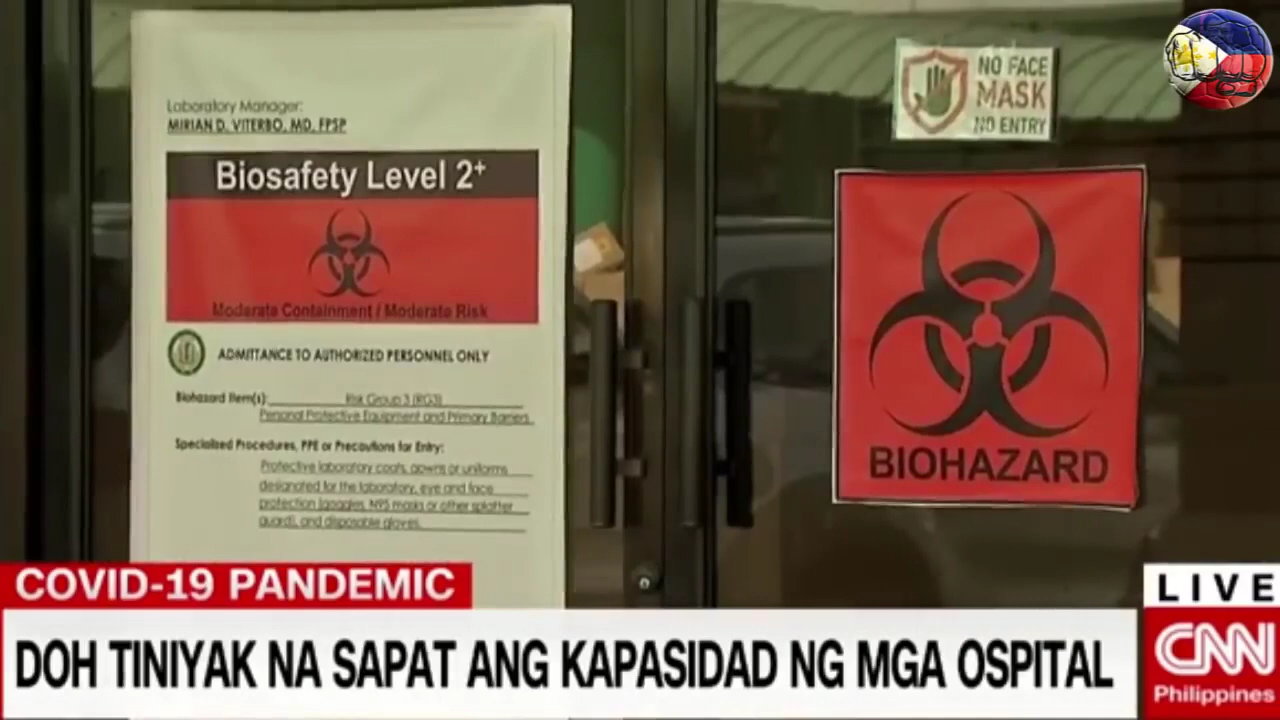 Laboratory Manager:
MIRIAN D. VITERBO, MD, FPSP
Biosafety Level 2+
Moderate Containment / Moderate Risk
ADMITTANCE TO AUTHORIZED PERSONNEL ONLY
Biohazard Item(s): Risk Group 3 (RG3)
Personal Protective Equipment and Primary Barriers
Specialized Procedures, PPE or Precautions for Entry:
Protective laboratory coats, gowns or uniforms
designated for the laboratory, eye and face
protection (goggles, N95 masks or other splatter
guard), and disposable gloves.
NO FACE
MASK
NO ENTRY
BIOHAZARD
COVID-19 PANDEMIC
DOH TINIYAK NA SAPAT ANG KAPASIDAD NG MGA OSPITAL
LIVE
CNN
Philippines